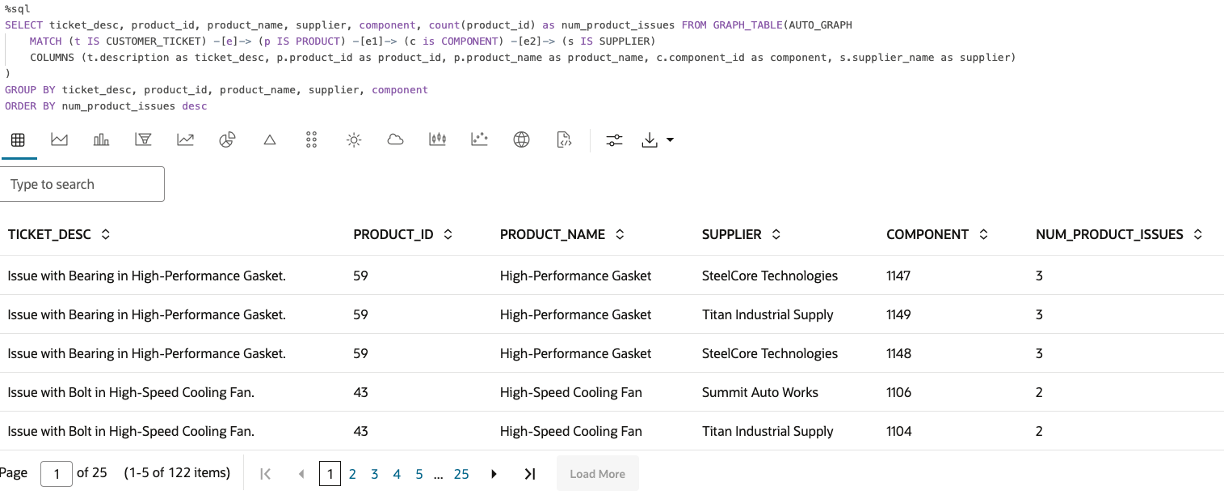 %sql
SELECT ticket_desc, product_id, product_name, supplier, component, count(product_id) as num_product_issues FROM GRAPH_TABLE(AUTO_GRAPH
MATCH (t IS CUSTOMER_TICKET) -[e]-> (p IS PRODUCT) -[e1]-> (c is COMPONENT) -[e2]-> (s IS SUPPLIER)
COLUMNS (t.description as ticket_desc, p.product_id as product_id, p.product_name as product_name, c.component_id as component, s.supplier_name as supplier)
)
GROUP BY ticket_desc, product_id, product_name, supplier, component
ORDER BY num_product_issues desc
Type to search
TICKET_DESC PRODUCT_ID PRODUCT_NAME SUPPLIER COMPONENT NUM_PRODUCT_ISSUES
Issue with Bearing in High-Performance Gasket. 59 High-Performance Gasket SteelCore Technologies 1147 3
Issue with Bearing in High-Performance Gasket. 59 High-Performance Gasket Titan Industrial Supply 1149 3
Issue with Bearing in High-Performance Gasket. 59 High-Performance Gasket SteelCore Technologies 1148 3
Issue with Bolt in High-Speed Cooling Fan. 43 High-Speed Cooling Fan Summit Auto Works 1106 2
Issue with Bolt in High-Speed Cooling Fan. 43 High-Speed Cooling Fan Titan Industrial Supply 1104 2
Page 1 of 25 (1-5 of 122 items) 1 2 3 4 5 ... 25 Load More